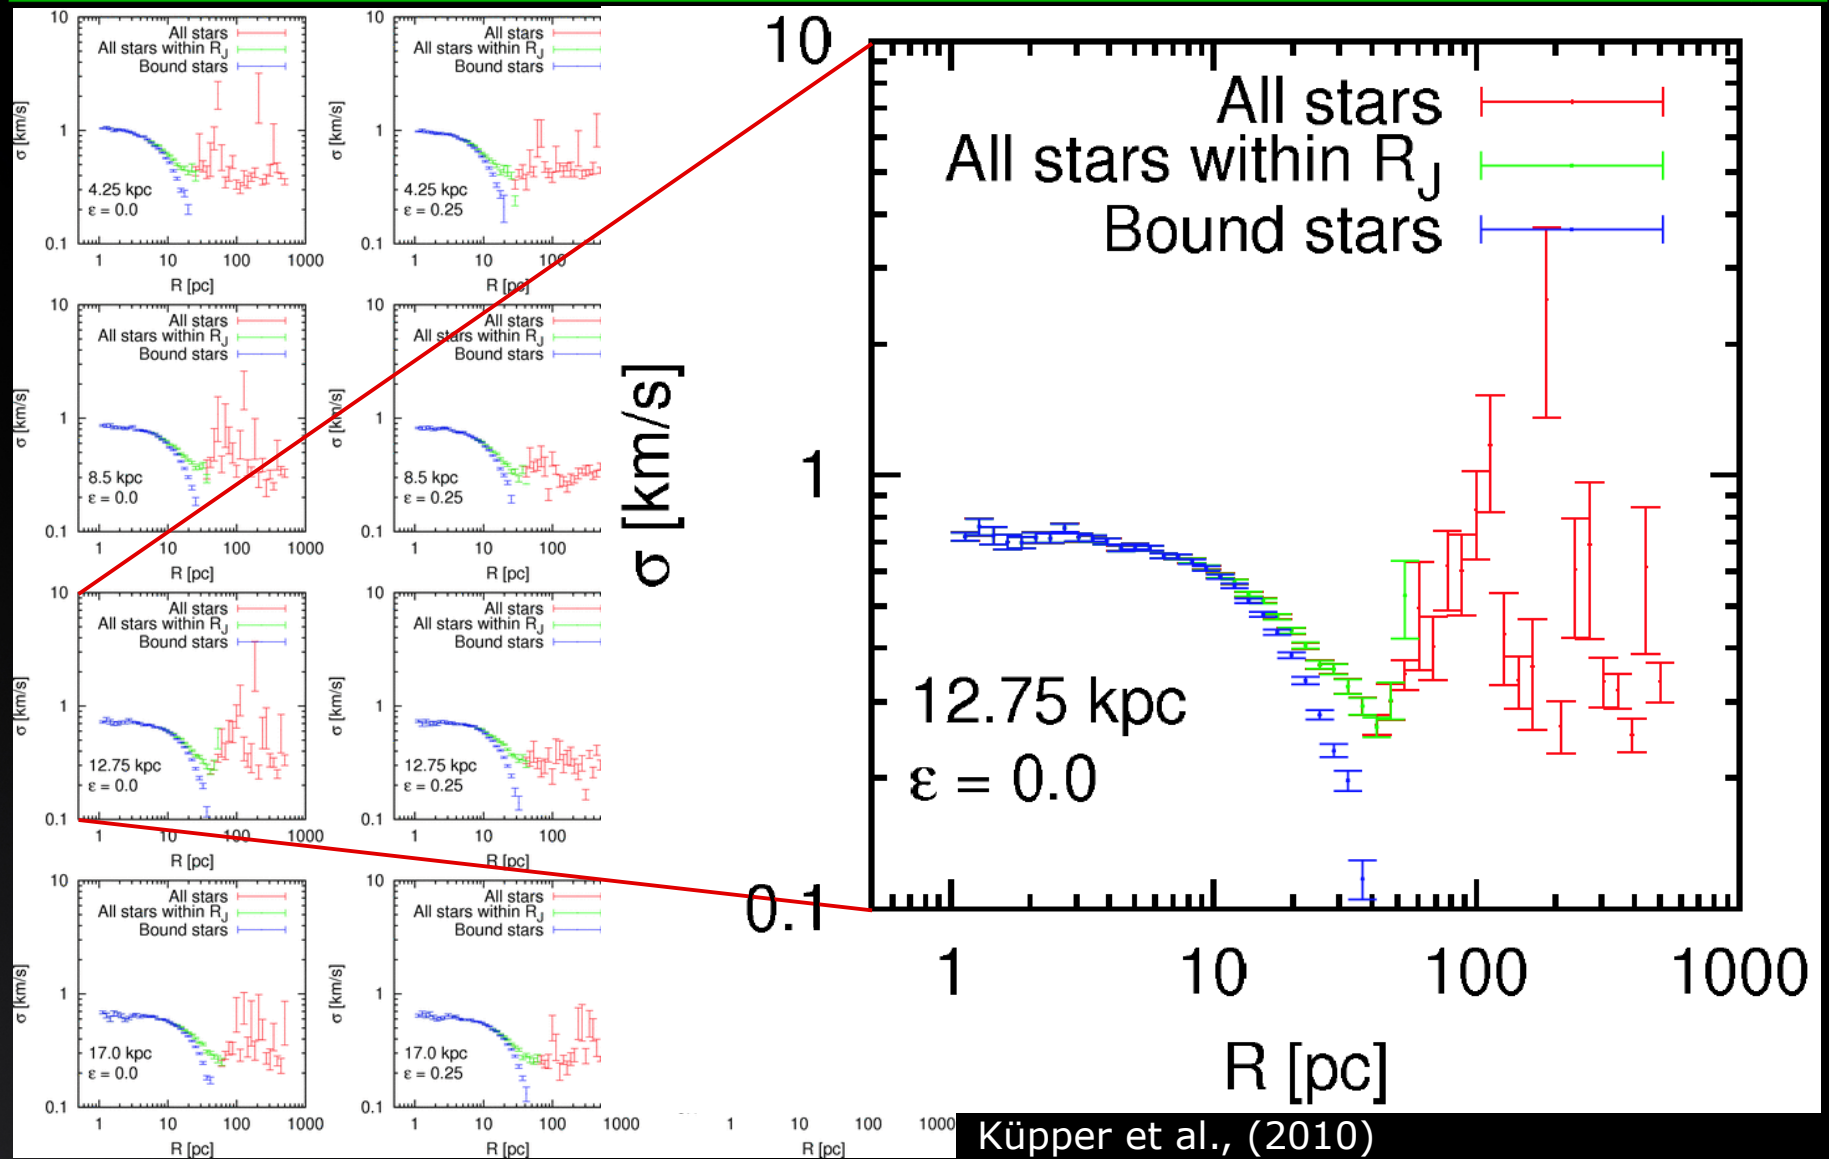 10
All stars
All stars within R_J
Bound stars
σ [km/s]
1
4.25 kpc
ε = 0.0
0.1
1 10 100 1000
R [pc]
10
All stars
All stars within R_J
Bound stars
σ [km/s]
1
4.25 kpc
ε = 0.25
0.1
1 10 100
R [pc]
10
All stars
All stars within R_J
Bound stars
σ [km/s]
1
8.5 kpc
ε = 0.0
0.1
1 10 100 1000
R [pc]
10
All stars
All stars within R_J
Bound stars
σ [km/s]
1
8.5 kpc
ε = 0.25
0.1
1 10 100
R [pc]
10
All stars
All stars within R_J
Bound stars
σ [km/s]
1
12.75 kpc
ε = 0.0
0.1
1 10 100 1000
R [pc]
10
All stars
All stars within R_J
Bound stars
σ [km/s]
1
12.75 kpc
ε = 0.25
0.1
1 10 100
R [pc]
10
All stars
All stars within R_J
Bound stars
σ [km/s]
1
17.0 kpc
ε = 0.0
0.1
1 10 100 1000
R [pc]
10
All stars
All stars within R_J
Bound stars
σ [km/s]
1
17.0 kpc
ε = 0.25
0.1
1 10 100 1000
R [pc]
1 10 100 1000
R [pc]
10
All stars
All stars within R_J
Bound stars
σ [km/s]
1
12.75 kpc
ε = 0.0
0.1
1 10 100 1000
R [pc]
Küpper et al., (2010)